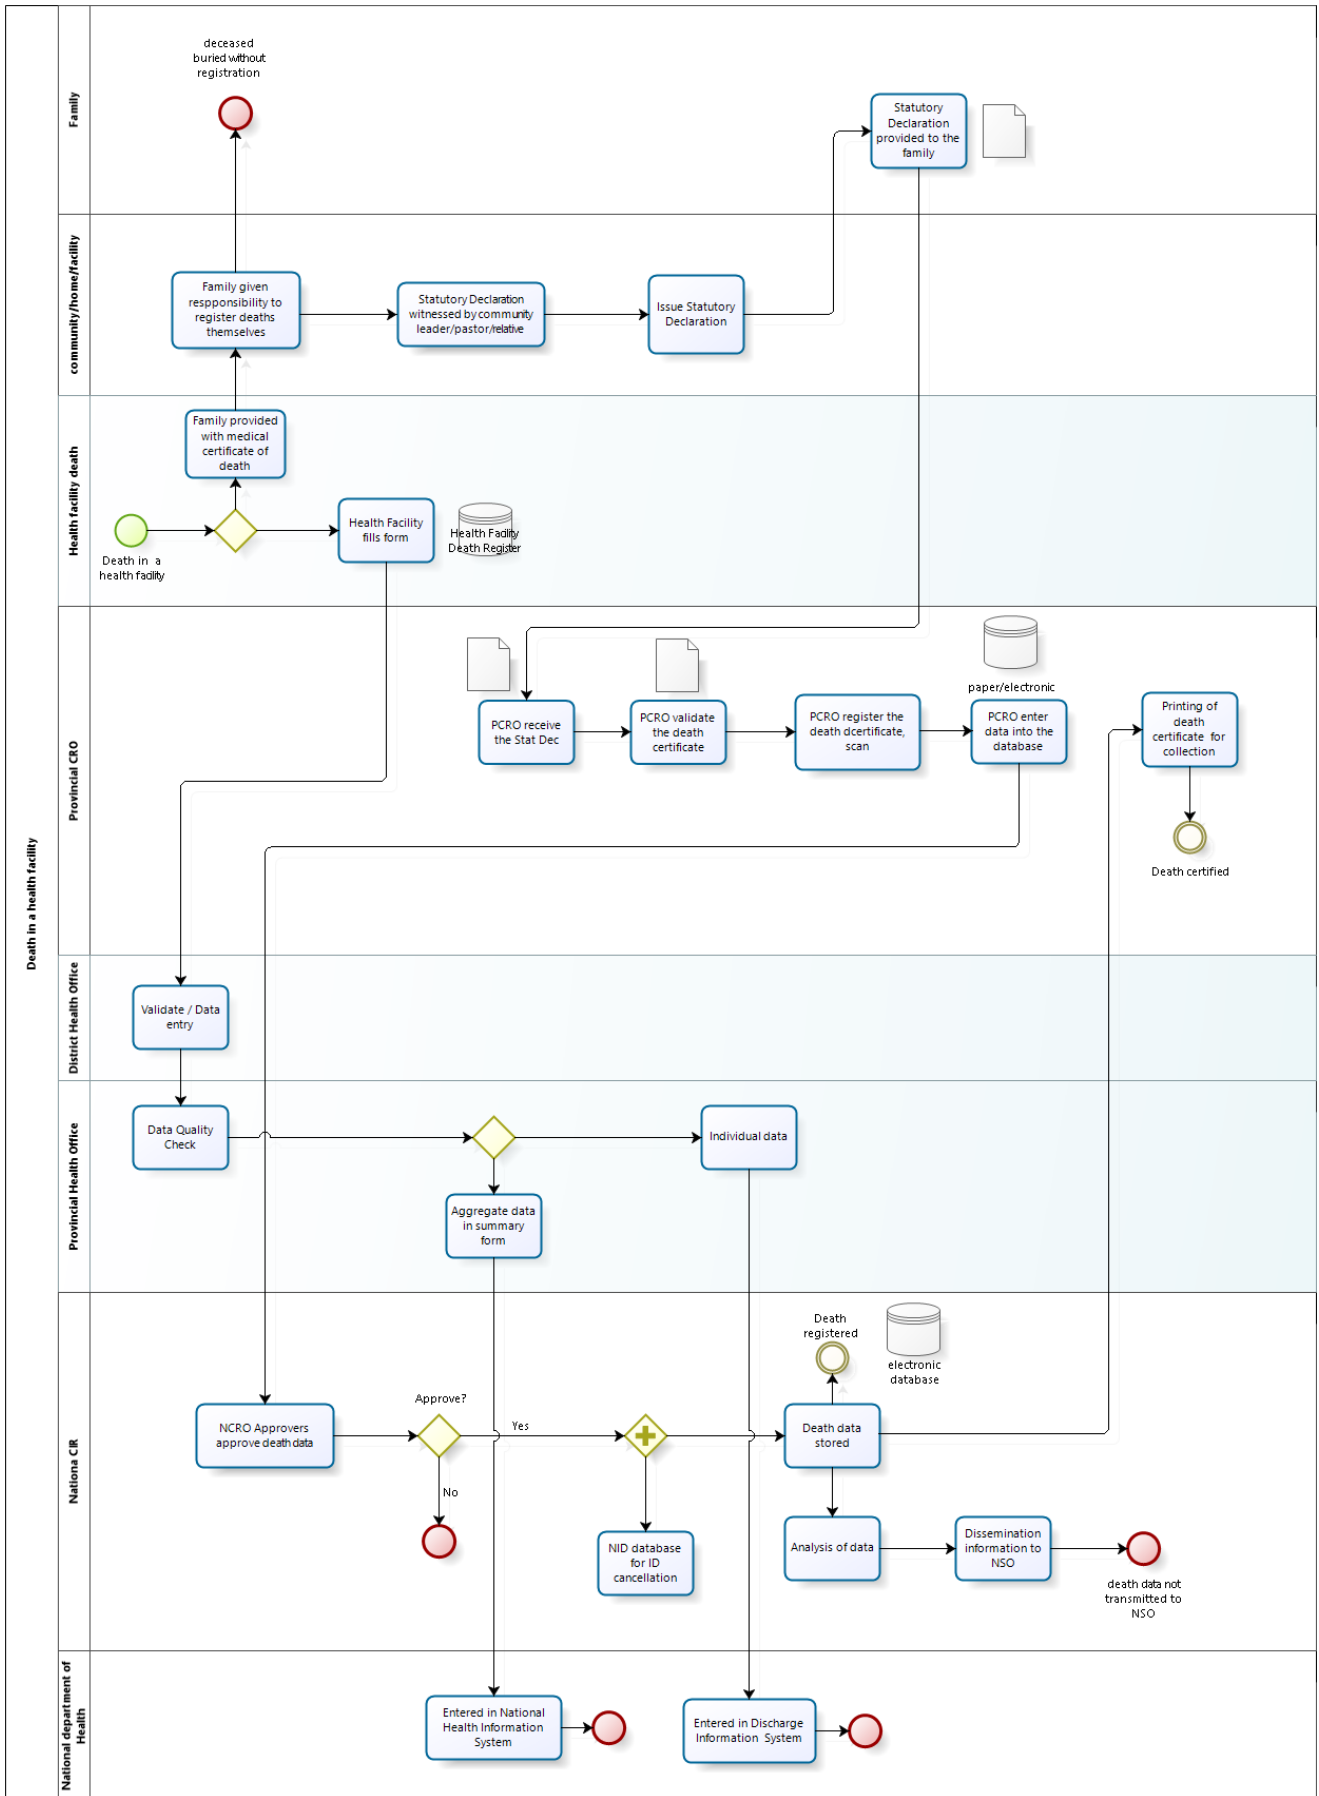 Death in a health facility
Family
deceased
buried without
registration
Statutory
Declaration
provided to the
family
community/home/facility
Family given
respponsibility to
register deaths
themselves
Statutory Declaration
witnessed by community
leader/pastor/relative
Issue Statutory
Declaration
Health facility death
Family provided
with medical
certificate of
death
Death in a
health facility
Health Facility
fills form
Health Facility
Death Register
Provincial CRO
PCRO receive
the Stat Dec
PCRO validate
the death
certificate
PCRO register the
death dcertificate,
scan
paper/electronic
PCRO enter
data into the
database
Printing of
death
certificate for
collection
Death certified
District Health Office
Validate / Data
entry
Provincial Health Office
Data Quality
Check
Individual data
Aggregate data
in summary
form
Nationa CIR
NCRO Approvers
approve death data
Approve?
Yes
No
NID database
for ID
cancellation
Death
registered
electronic
database
Death data
stored
Analysis of data
Dissemination
information to
NSO
death data not
transmitted to
NSO
National department of
Health
Entered in National
Health Information
System
Entered in Discharge
Information System